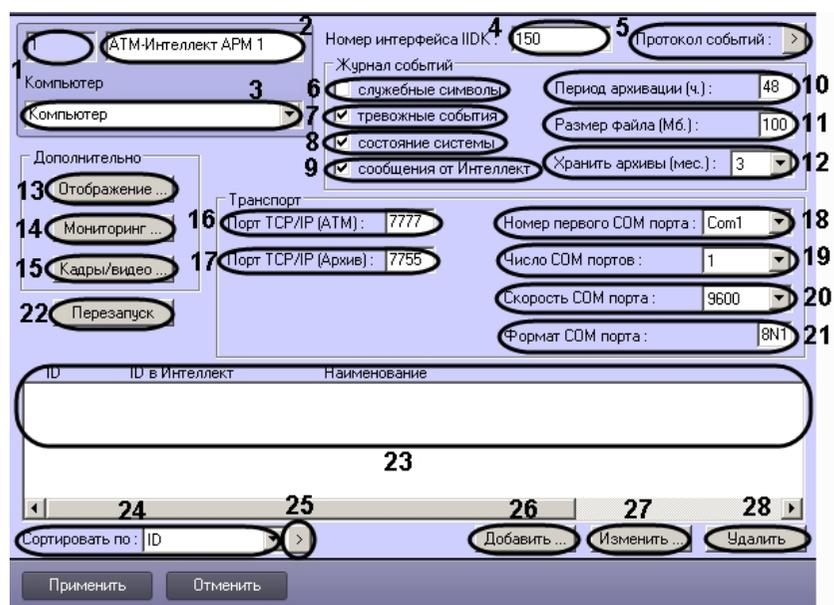 2 4 5
1 АТМ-Интеллект АРМ 1 Номер интерфейса IIDK : 150 Протокол событий : >
1
Журнал событий
Компьютер 3 6 служебные символы Период архивации (ч.) : 48 10
Компьютер 7 тревожные события Размер файла (Мб.) : 100 11
8 состояние системы
9 сообщения от Интеллект Хранить архивы (мес.) : 3 12
Дополнительно
13 Отображение ...
Транспорт
14 Мониторинг ... 16 Порт TCP/IP (АТМ) : 7777 Номер первого COM порта : Com1 18
15 Кадры/видео ... 17 Порт TCP/IP (Архив) : 7755 Число COM портов : 1 19
22 Перезапуск Скорость COM порта : 9600 20
Формат COM порта : 8N1 21
ID ID в Интеллект Наименование
23
24 25 26 27 28
Сортировать по : ID > Добавить ... Изменить ... Удалить
Применить Отменить